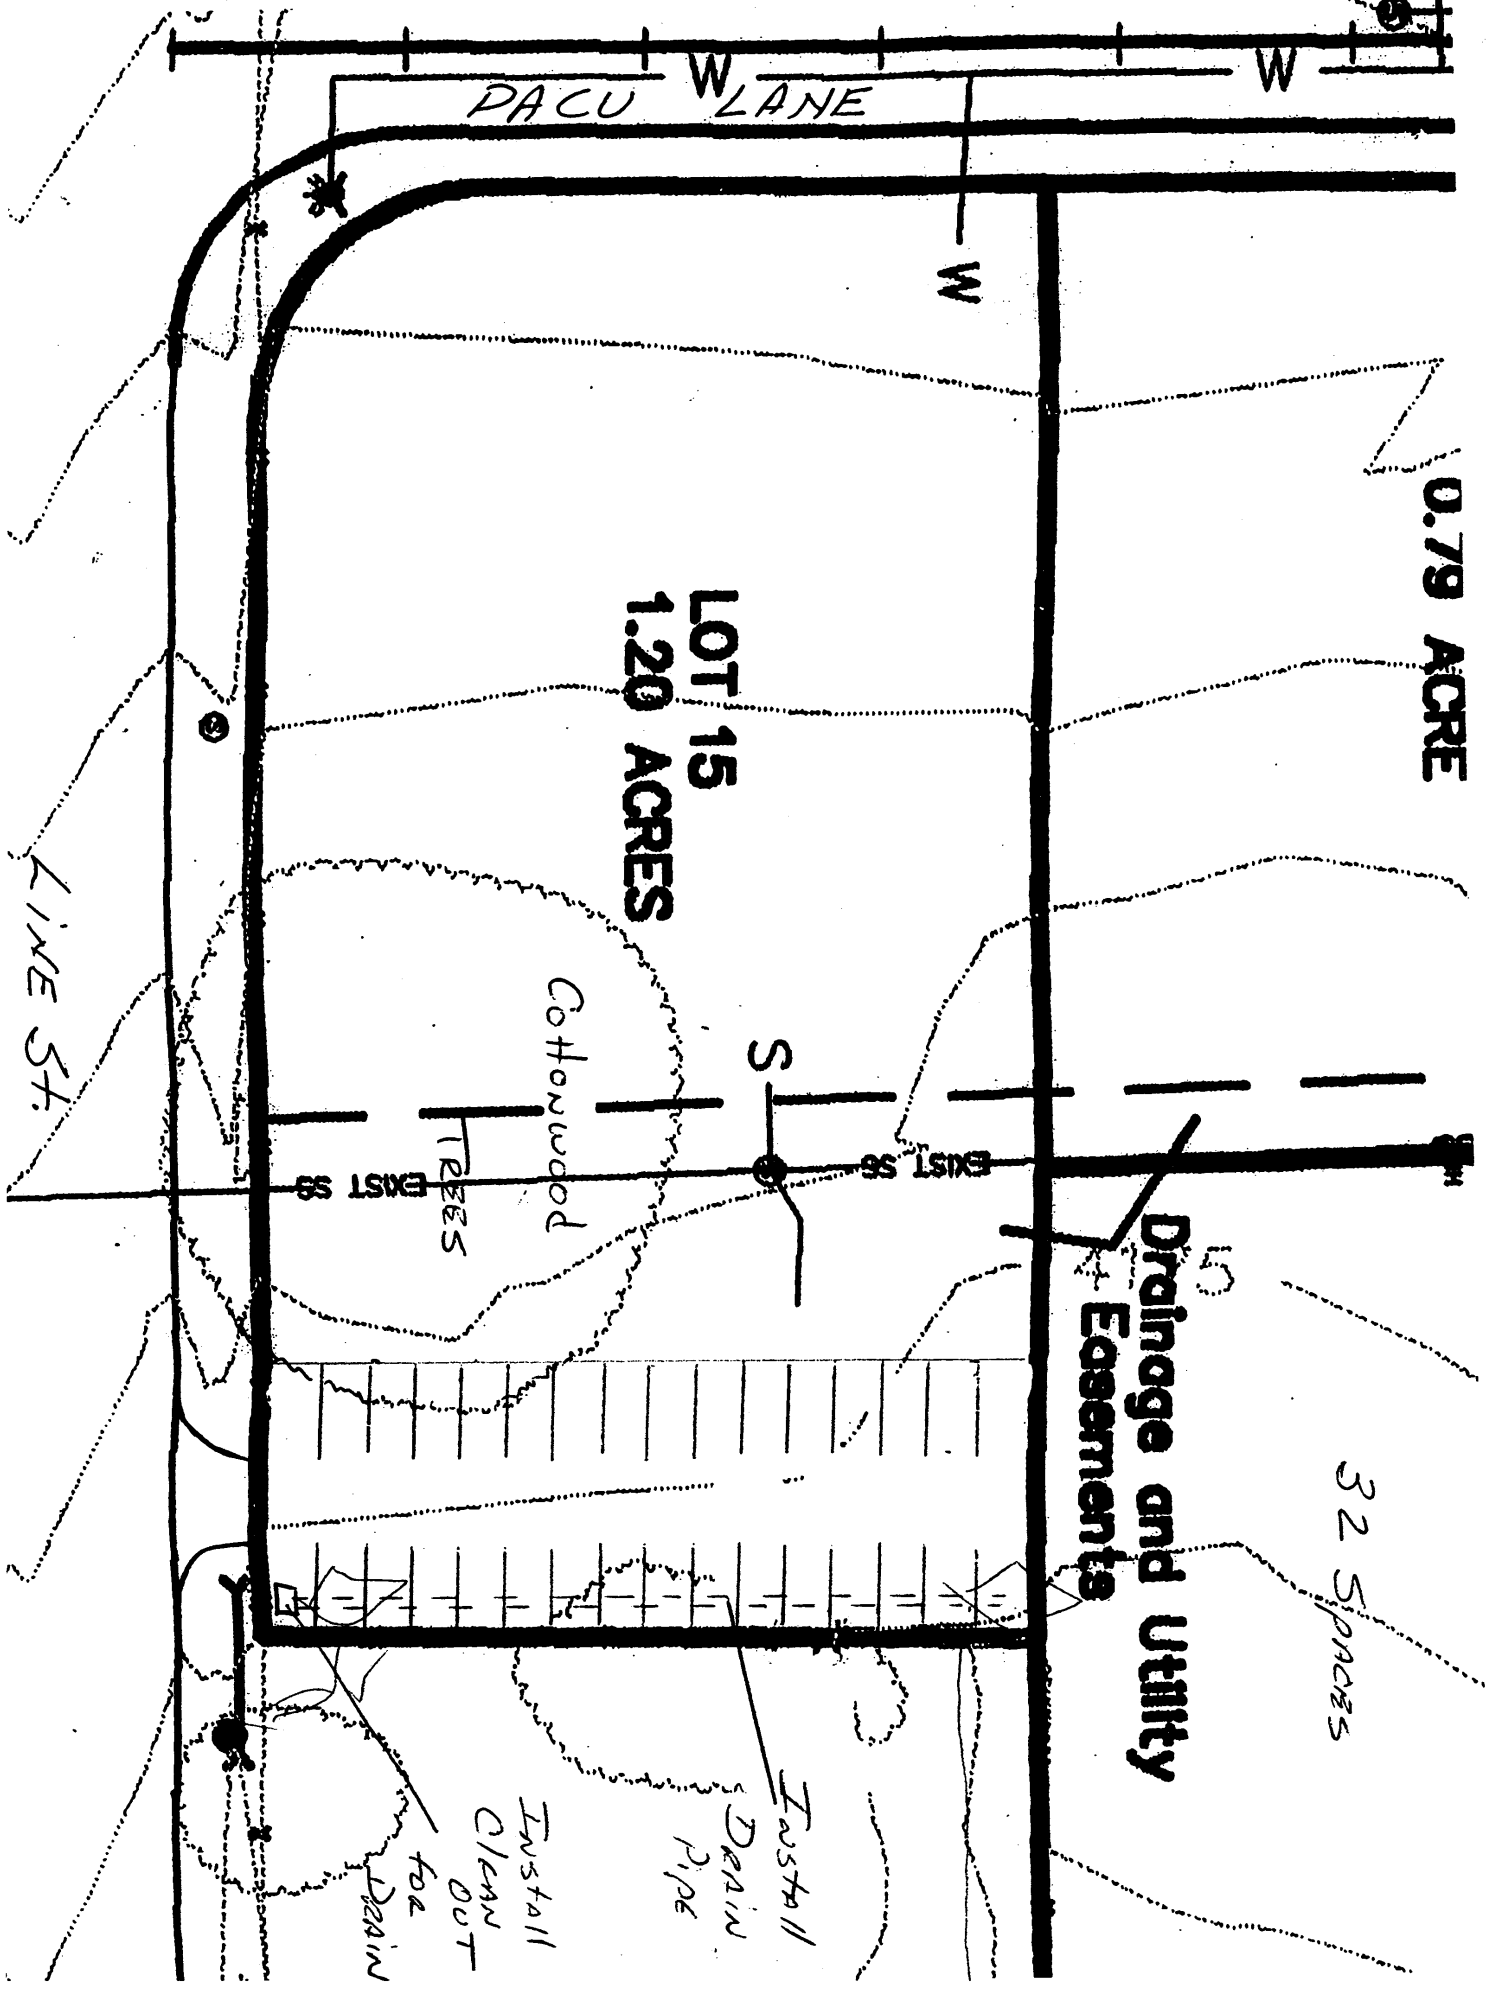 W
W
PACU LANE
W
0.79 ACRE
LOT 15
1.20 ACRES
Line St.
Cottonwood
TREES
S
EXIST SS
EXIST SS
Drainage and Utility
Easements
32 Spaces
Install
Drain
Pipe
Install
Clean
out
for
Drain